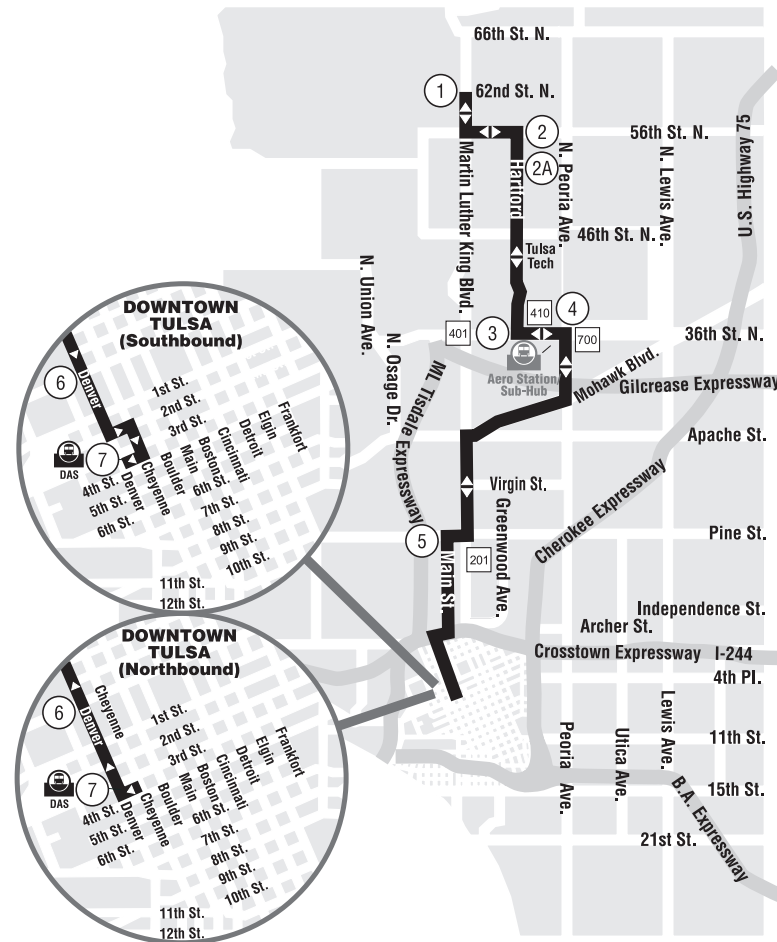 66th St. N.
1
62nd St. N.
2
56th St. N.
2A
Hartford
Martin Luther King Blvd.
N. Peoria Ave.
N. Lewis Ave.
U.S. Highway 75
46th St. N.
Tulsa
Tech
N. Union Ave.
N. Osage Dr.
410
4
401
3
700
36th St. N.
Aero Station/
Sub-Hub
Mohawk Blvd.
Gilcrease Expressway
ML Tisdale Expressway
Apache St.
Cherokee Expressway
Virgin St.
Greenwood Ave.
5
Main St.
201
Pine St.
Independence St.
Archer St.
Crosstown Expressway I-244
4th Pl.
Peoria Ave.
Utica Ave.
Lewis Ave.
11th St.
15th St.
B.A. Expressway
21st St.
DOWNTOWN
TULSA
(Southbound)
6
Denver
1st St.
2nd St.
3rd St.
Frankfort
Elgin
Detroit
Cincinnati
Boston
Main
Boulder
Cheyenne
Denver
7
DAS
4th St.
5th St.
6th St.
6th St.
7th St.
8th St.
9th St.
10th St.
11th St.
12th St.
DOWNTOWN
TULSA
(Northbound)
Cheyenne
6
Denver
1st St.
2nd St.
3rd St.
Frankfort
Elgin
Detroit
Cincinnati
Boston
Main
Boulder
Cheyenne
Denver
7
DAS
4th St.
5th St.
6th St.
6th St.
7th St.
8th St.
9th St.
10th St.
11th St.
12th St.